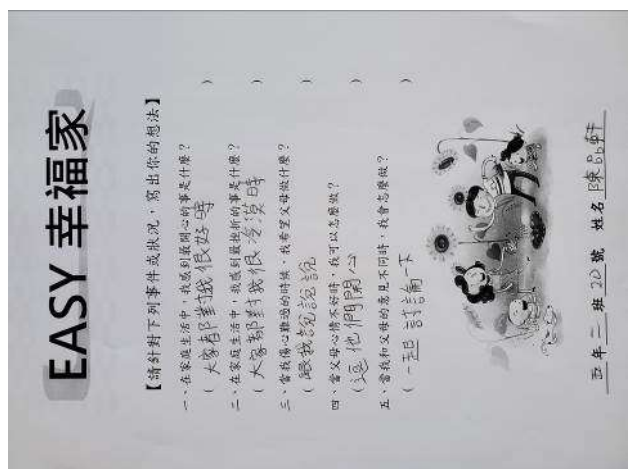 EASY 幸福家
【請針對下列事件或狀況，寫出你的想法】
一、在家庭生活中，我感到最開心的事是什麼？
（大家都對我很好時）
二、在家庭生活中，我感到最挫折的事是什麼？
（大家都對我很冷漠時）
三、當我傷心難過的時候，我希望父母做什麼？
（跟我說說說）
四、當父母心情不好時，我可以怎麼做？
（逗他們開心）
五、當我和父母的意見不同時，我會怎麼做？
（一起討論一下）
五年二班20號 姓名 陳品軒